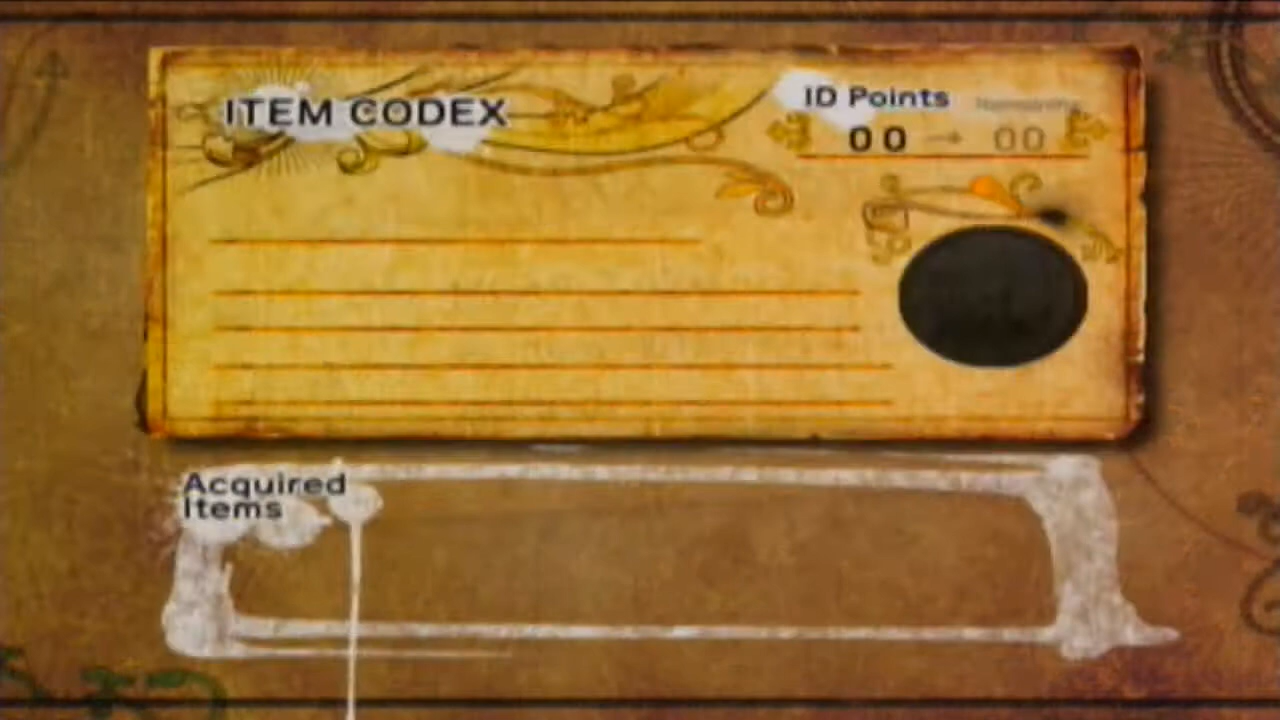 ITEM CODEX
ID Points
00 → 00
Acquired
Items